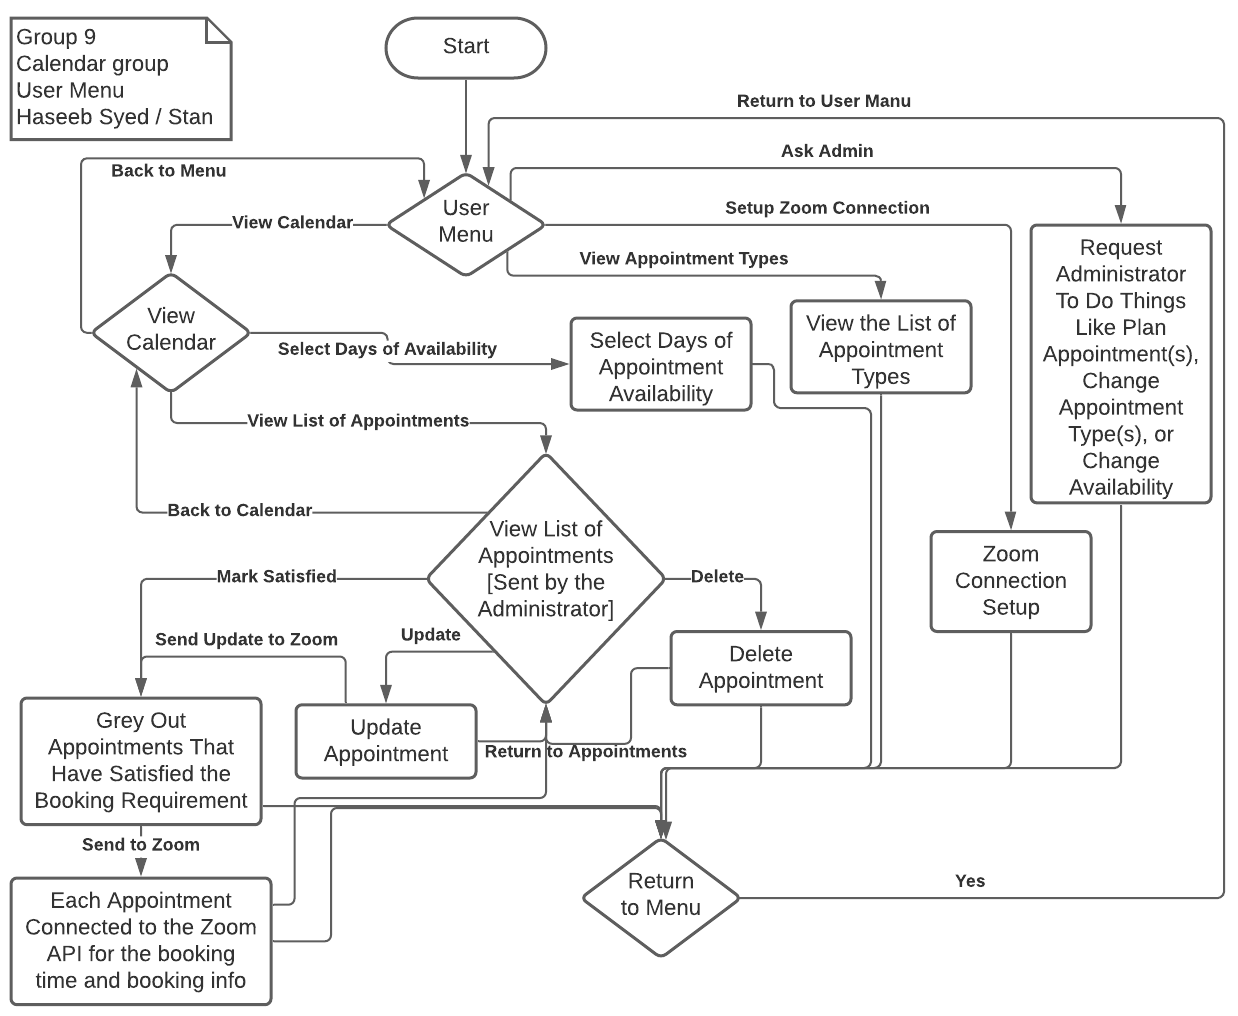 Group 9
Calendar group
User Menu
Haseeb Syed / Stan
Start
Return to User Manu
Ask Admin
Back to Menu
User
Menu
View Calendar
Setup Zoom Connection
View Appointment Types
Request
Administrator
To Do Things
Like Plan
Appointment(s),
Change
Appointment
Type(s), or
Change
Availability
View
Calendar
Select Days of Availability
Select Days of
Appointment
Availability
View the List of
Appointment
Types
View List of Appointments
Back to Calendar
View List of
Appointments
[Sent by the
Administrator]
Zoom
Connection
Setup
Mark Satisfied
Delete
Send Update to Zoom
Update
Delete
Appointment
Grey Out
Appointments That
Have Satisfied the
Booking Requirement
Update
Appointment
Return to Appointments
Send to Zoom
Each Appointment
Connected to the Zoom
API for the booking
time and booking info
Return
to Menu
Yes